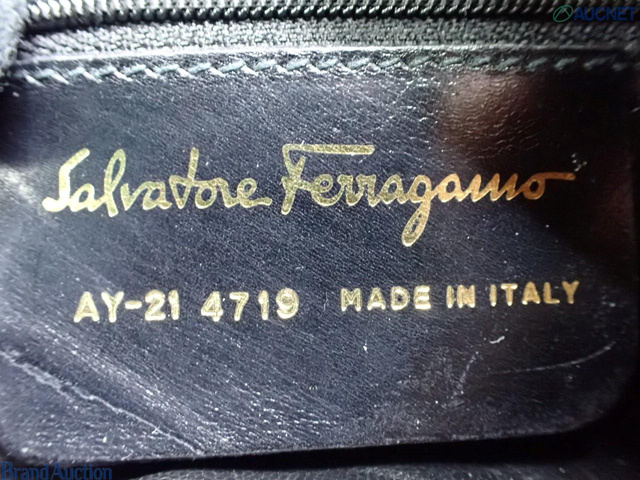 AUCNET
Salvatore Ferragamo
AY-21 4719 MADE IN ITALY
Brand Auction